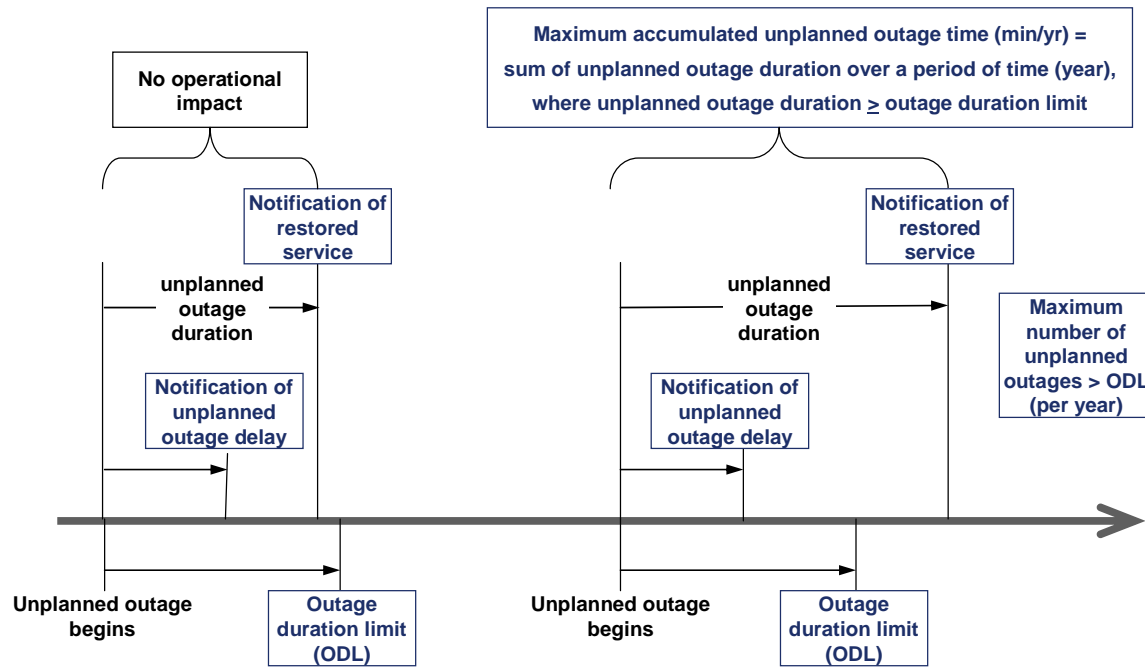 No operational
impact
Maximum accumulated unplanned outage time (min/yr) =
sum of unplanned outage duration over a period of time (year),
where unplanned outage duration ≥ outage duration limit
Notification of
restored
service
Notification of
restored
service
unplanned
outage
duration
unplanned
outage
duration
Maximum
number of
unplanned
outages > ODL
(per year)
Notification of
unplanned
outage delay
Notification of
unplanned
outage delay
Unplanned outage
begins
Outage
duration limit
(ODL)
Unplanned outage
begins
Outage
duration limit
(ODL)